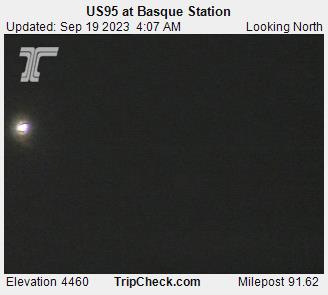 US95 at Basque Station
Updated: Sep 19 2023 4:07 AM Looking North
Elevation 4460 TripCheck.com Milepost 91.62